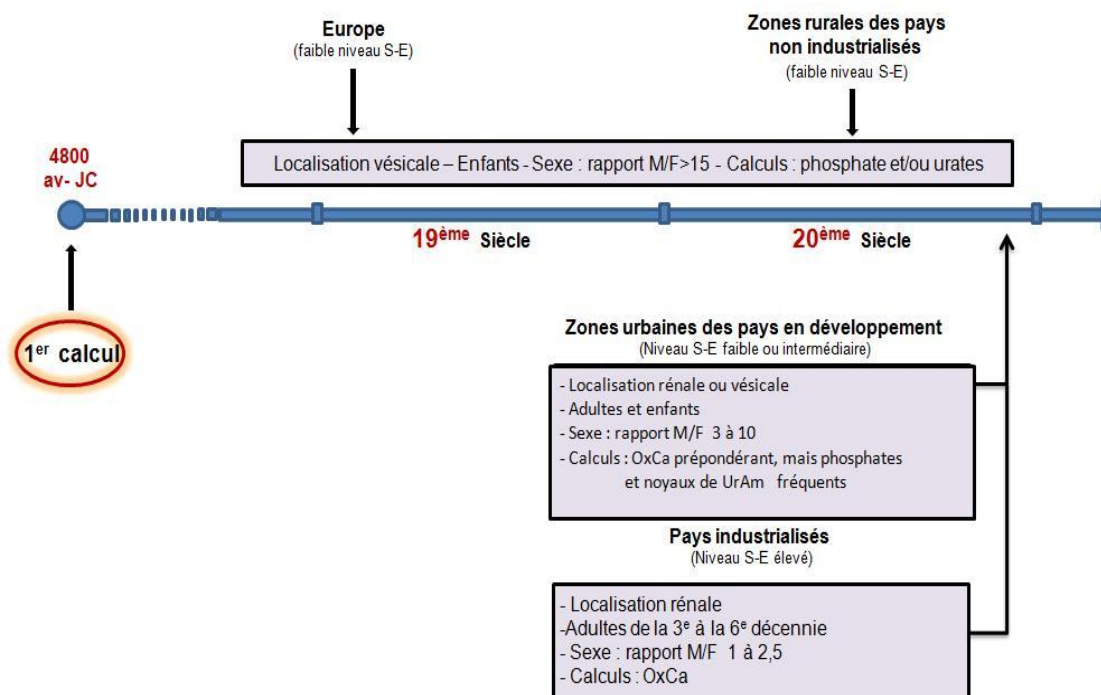 Europe
(faible niveau S-E)
Zones rurales des pays
non industrialisés
(faible niveau S-E)
4800
av- JC
Localisation vésicale – Enfants - Sexe : rapport M/F>15 - Calculs : phosphate et/ou urates
19ème Siècle
20ème Siècle
1er calcul
Zones urbaines des pays en développement
(Niveau S-E faible ou intermédiaire)
- Localisation rénale ou vésicale
- Adultes et enfants
- Sexe : rapport M/F 3 à 10
- Calculs : OxCa prépondérant, mais phosphates
et noyaux de UrAm fréquents
Pays industrialisés
(Niveau S-E élevé)
- Localisation rénale
-Adultes de la 3e à la 6e décennie
- Sexe : rapport M/F 1 à 2,5
- Calculs : OxCa